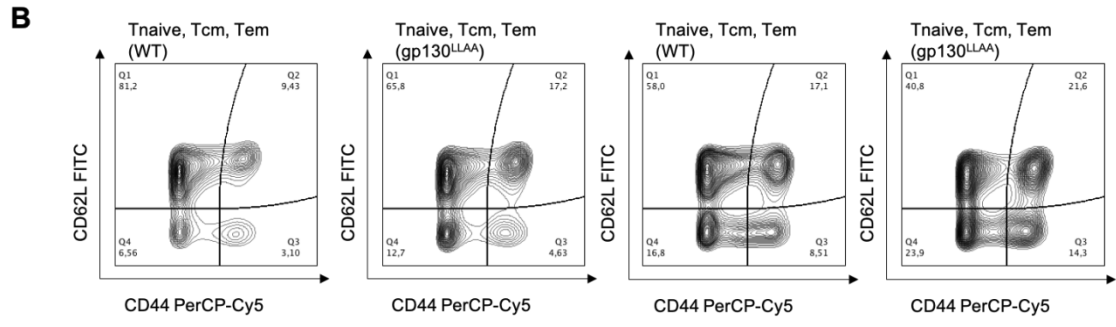 B
Tnaive, Tcm, Tem
(WT)
Q1
81,2
Q2
9,43
Q4
6,56
Q3
3,10
CD62L FITC
CD44 PerCP-Cy5
Tnaive, Tcm, Tem
(gp130LLAA)
Q1
65,8
Q2
17,2
Q4
12,7
Q3
4,63
CD62L FITC
CD44 PerCP-Cy5
Tnaive, Tcm, Tem
(WT)
Q1
58,0
Q2
17,1
Q4
16,8
Q3
8,51
CD62L FITC
CD44 PerCP-Cy5
Tnaive, Tcm, Tem
(gp130LLAA)
Q1
40,8
Q2
21,6
Q4
23,9
Q3
14,3
CD62L FITC
CD44 PerCP-Cy5